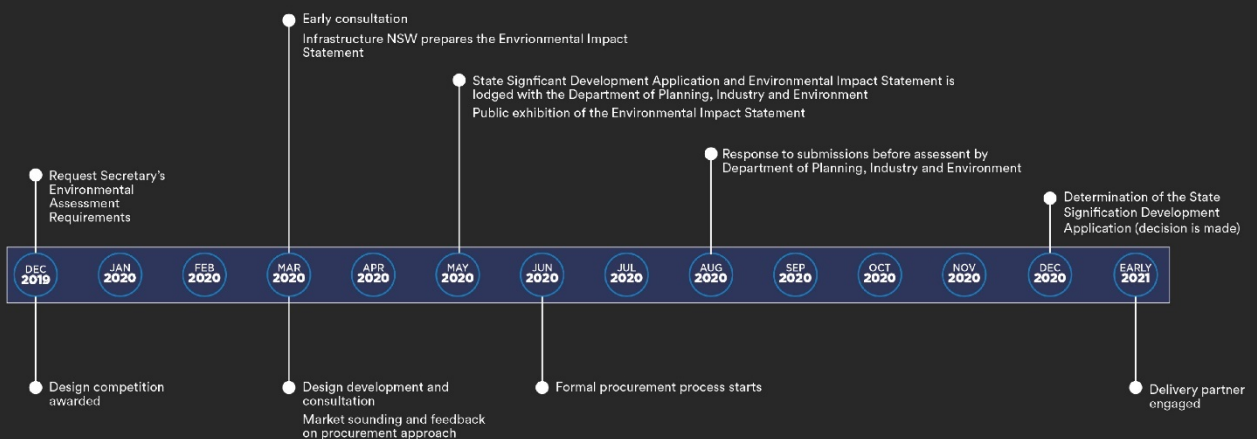 Early consultation
Infrastructure NSW prepares the Envrionmental Impact
Statement
State Signficant Development Application and Environmental Impact Statement is
lodged with the Department of Planning, Industry and Environment
Public exhibition of the Environmental Impact Statement
Response to submissions before assessent by
Department of Planning, Industry and Environment
Request Secretary's
Environmental
Assessment
Requirements
Determination of the State
Signification Development
Application (decision is made)
DEC
2019
JAN
2020
FEB
2020
MAR
2020
APR
2020
MAY
2020
JUN
2020
JUL
2020
AUG
2020
SEP
2020
OCT
2020
NOV
2020
DEC
2020
EARLY
2021
Design competition
awarded
Design development and
consultation
Market sounding and feedback
on procurement approach
Formal procurement process starts
Delivery partner
engaged